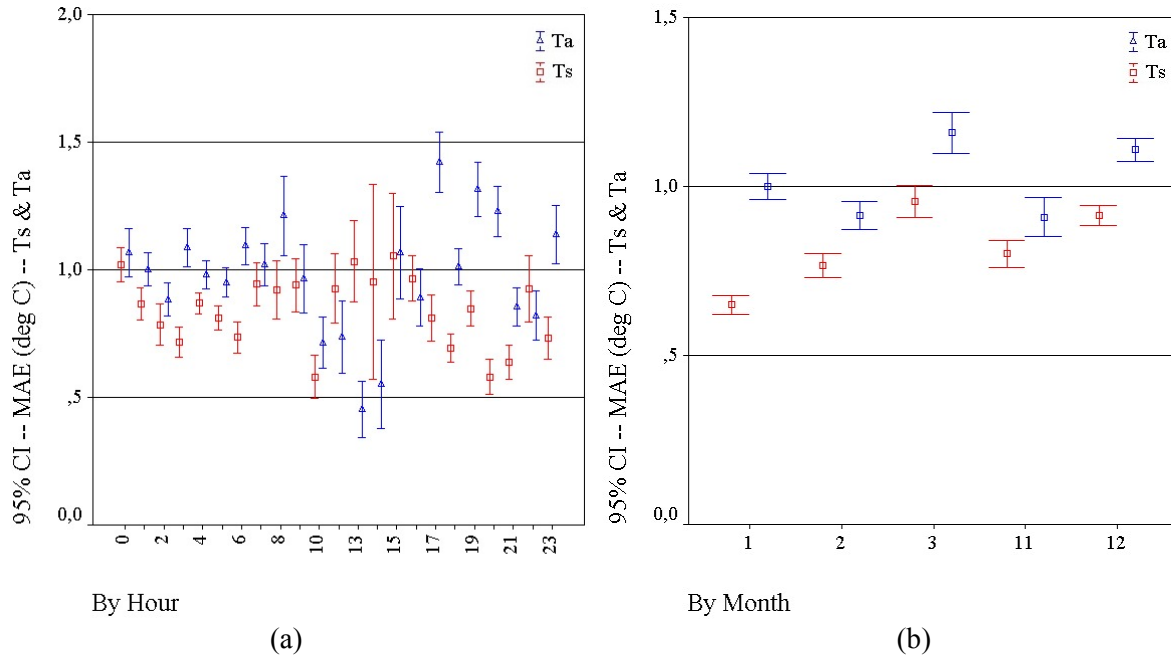 2,0
1,5
1,0
,5
0,0
95% CI -- MAE (deg C) -- Ts & Ta
Ta
Ts
0
2
4
6
8
10
13
15
17
19
21
23
By Hour
(a)
1,5
1,0
,5
0,0
95% CI -- MAE (deg C) -- Ts & Ta
Ta
Ts
1
2
3
11
12
By Month
(b)